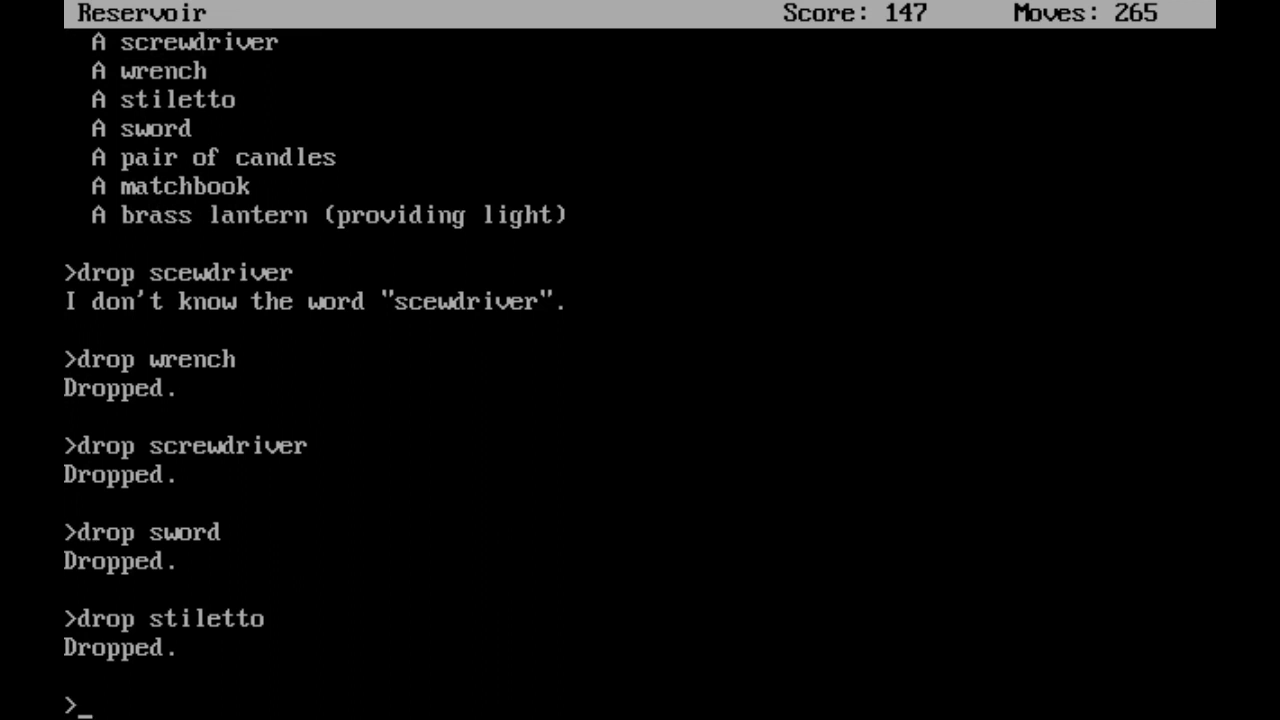 Reservoir Score: 147 Moves: 265
A screwdriver
A wrench
A stiletto
A sword
A pair of candles
A matchbook
A brass lantern (providing light)
>drop scewdriver
I don't know the word "scewdriver".
>drop wrench
Dropped.
>drop screwdriver
Dropped.
>drop sword
Dropped.
>drop stiletto
Dropped.
>_